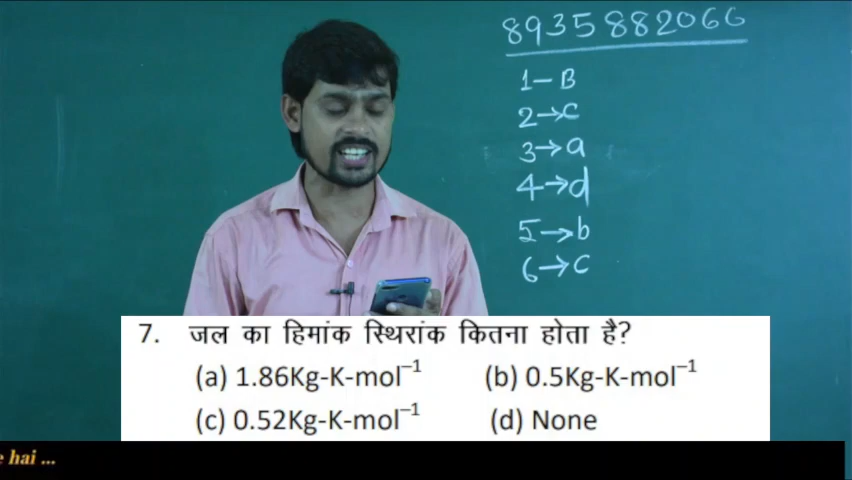 8935882066
1-B
2→c
3→a
4→d
5→b
6→c
7. जल का हिमांक स्थिरांक कितना होता है?
(a) 1.86Kg-K-mol⁻¹ (b) 0.5Kg-K-mol⁻¹
(c) 0.52Kg-K-mol⁻¹ (d) None
hai ...